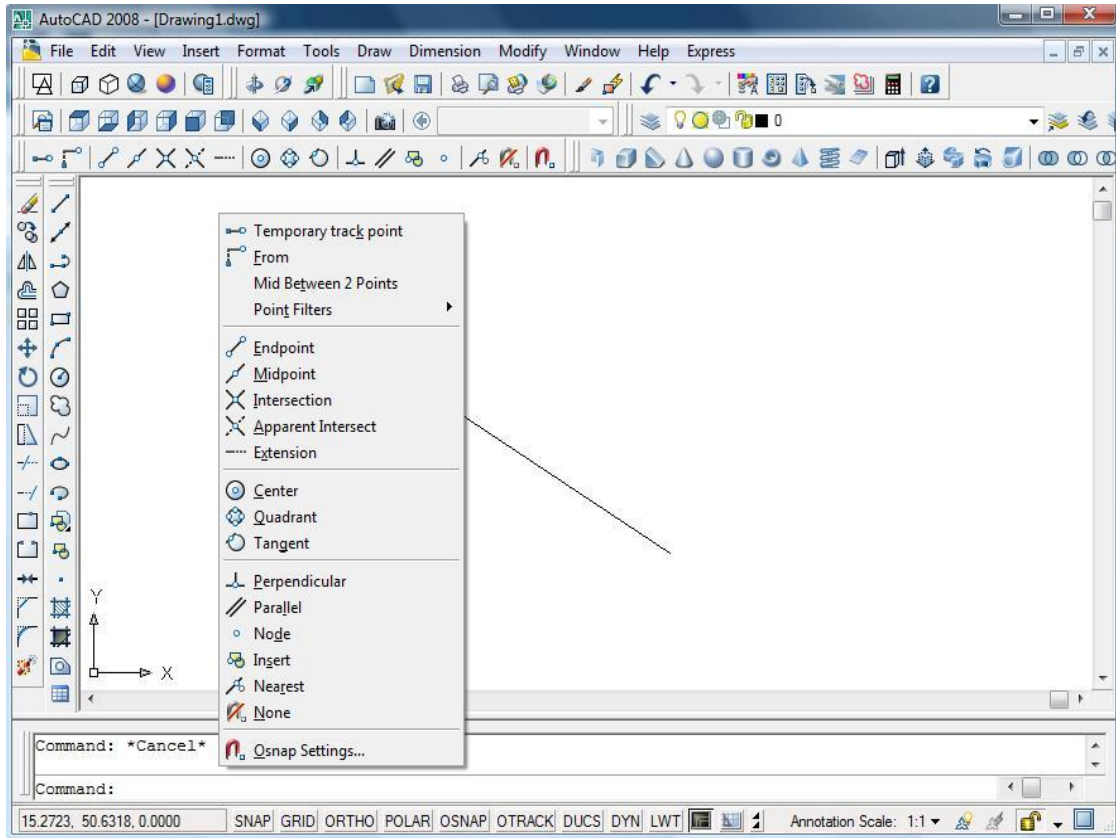 AutoCAD 2008 - [Drawing1.dwg]
File Edit View Insert Format Tools Draw Dimension Modify Window Help Express
0
Temporary track point
From
Mid Between 2 Points
Point Filters
Endpoint
Midpoint
Intersection
Apparent Intersect
Extension
Center
Quadrant
Tangent
Perpendicular
Parallel
Node
Insert
Nearest
None
Osnap Settings...
Y
X
Command: *Cancel*
Command:
15.2723, 50.6318, 0.0000 SNAP GRID ORTHO POLAR OSNAP OTRACK DUCS DYN LWT Annotation Scale: 1:1